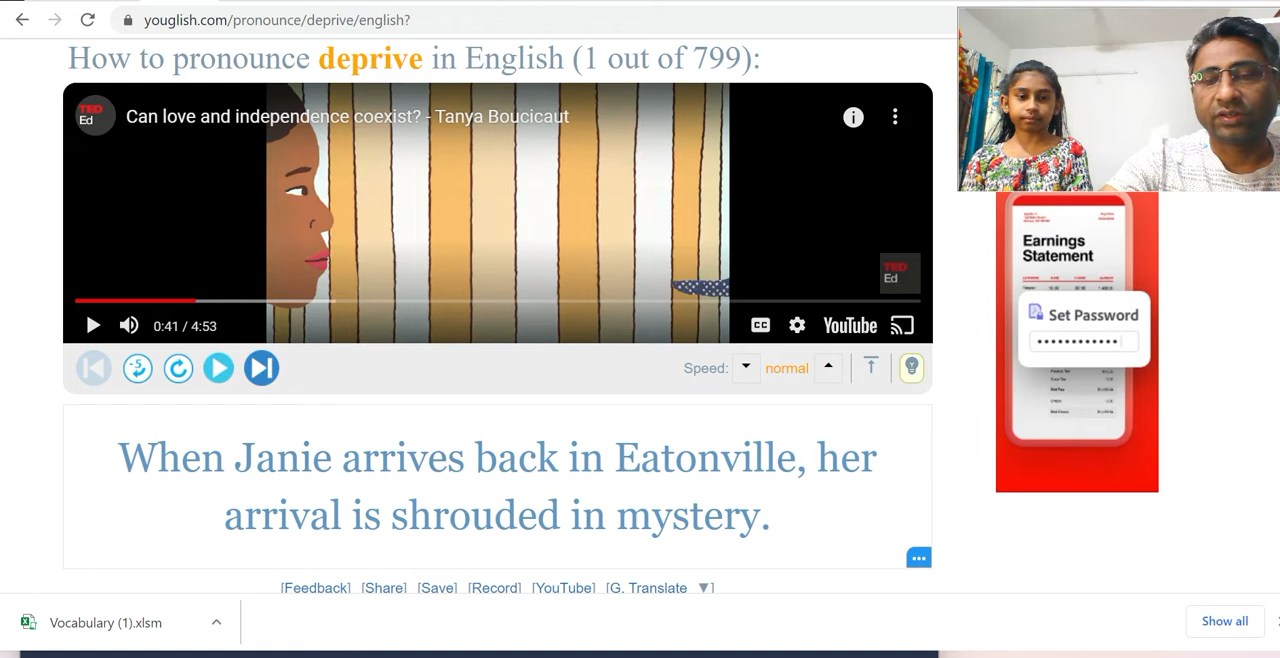 youglish.com/pronounce/deprive/english?
How to pronounce deprive in English (1 out of 799):
TED
Ed
Can love and independence coexist? - Tanya Boucicaut
TED
Ed
0:41 / 4:53
CC
YouTube
-5
Speed:
normal
When Janie arrives back in Eatonville, her
arrival is shrouded in mystery.
[Feedback] [Share] [Save] [Record] [YouTube] [G. Translate ▼]
Earnings
Statement
Set Password
Vocabulary (1).xlsm
Show all